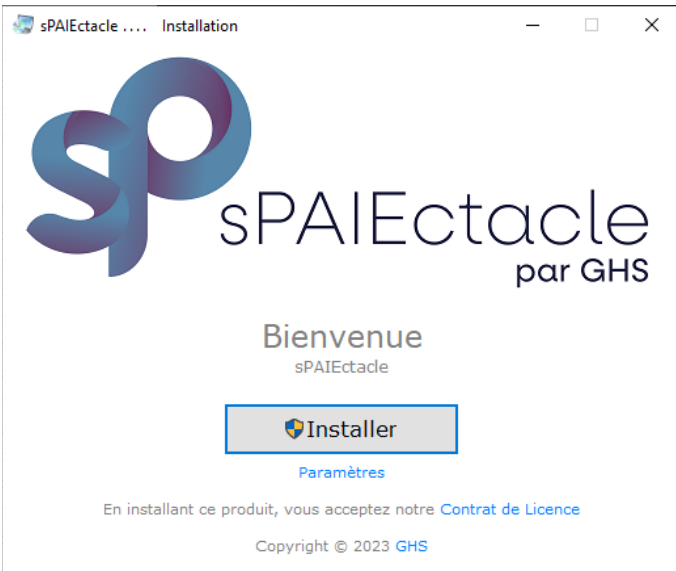 sPAIEctacle .... Installation
sP
sPAIEctacle
par GHS
Bienvenue
sPAIEctacle
Installer
Paramètres
En installant ce produit, vous acceptez notre Contrat de Licence
Copyright © 2023 GHS